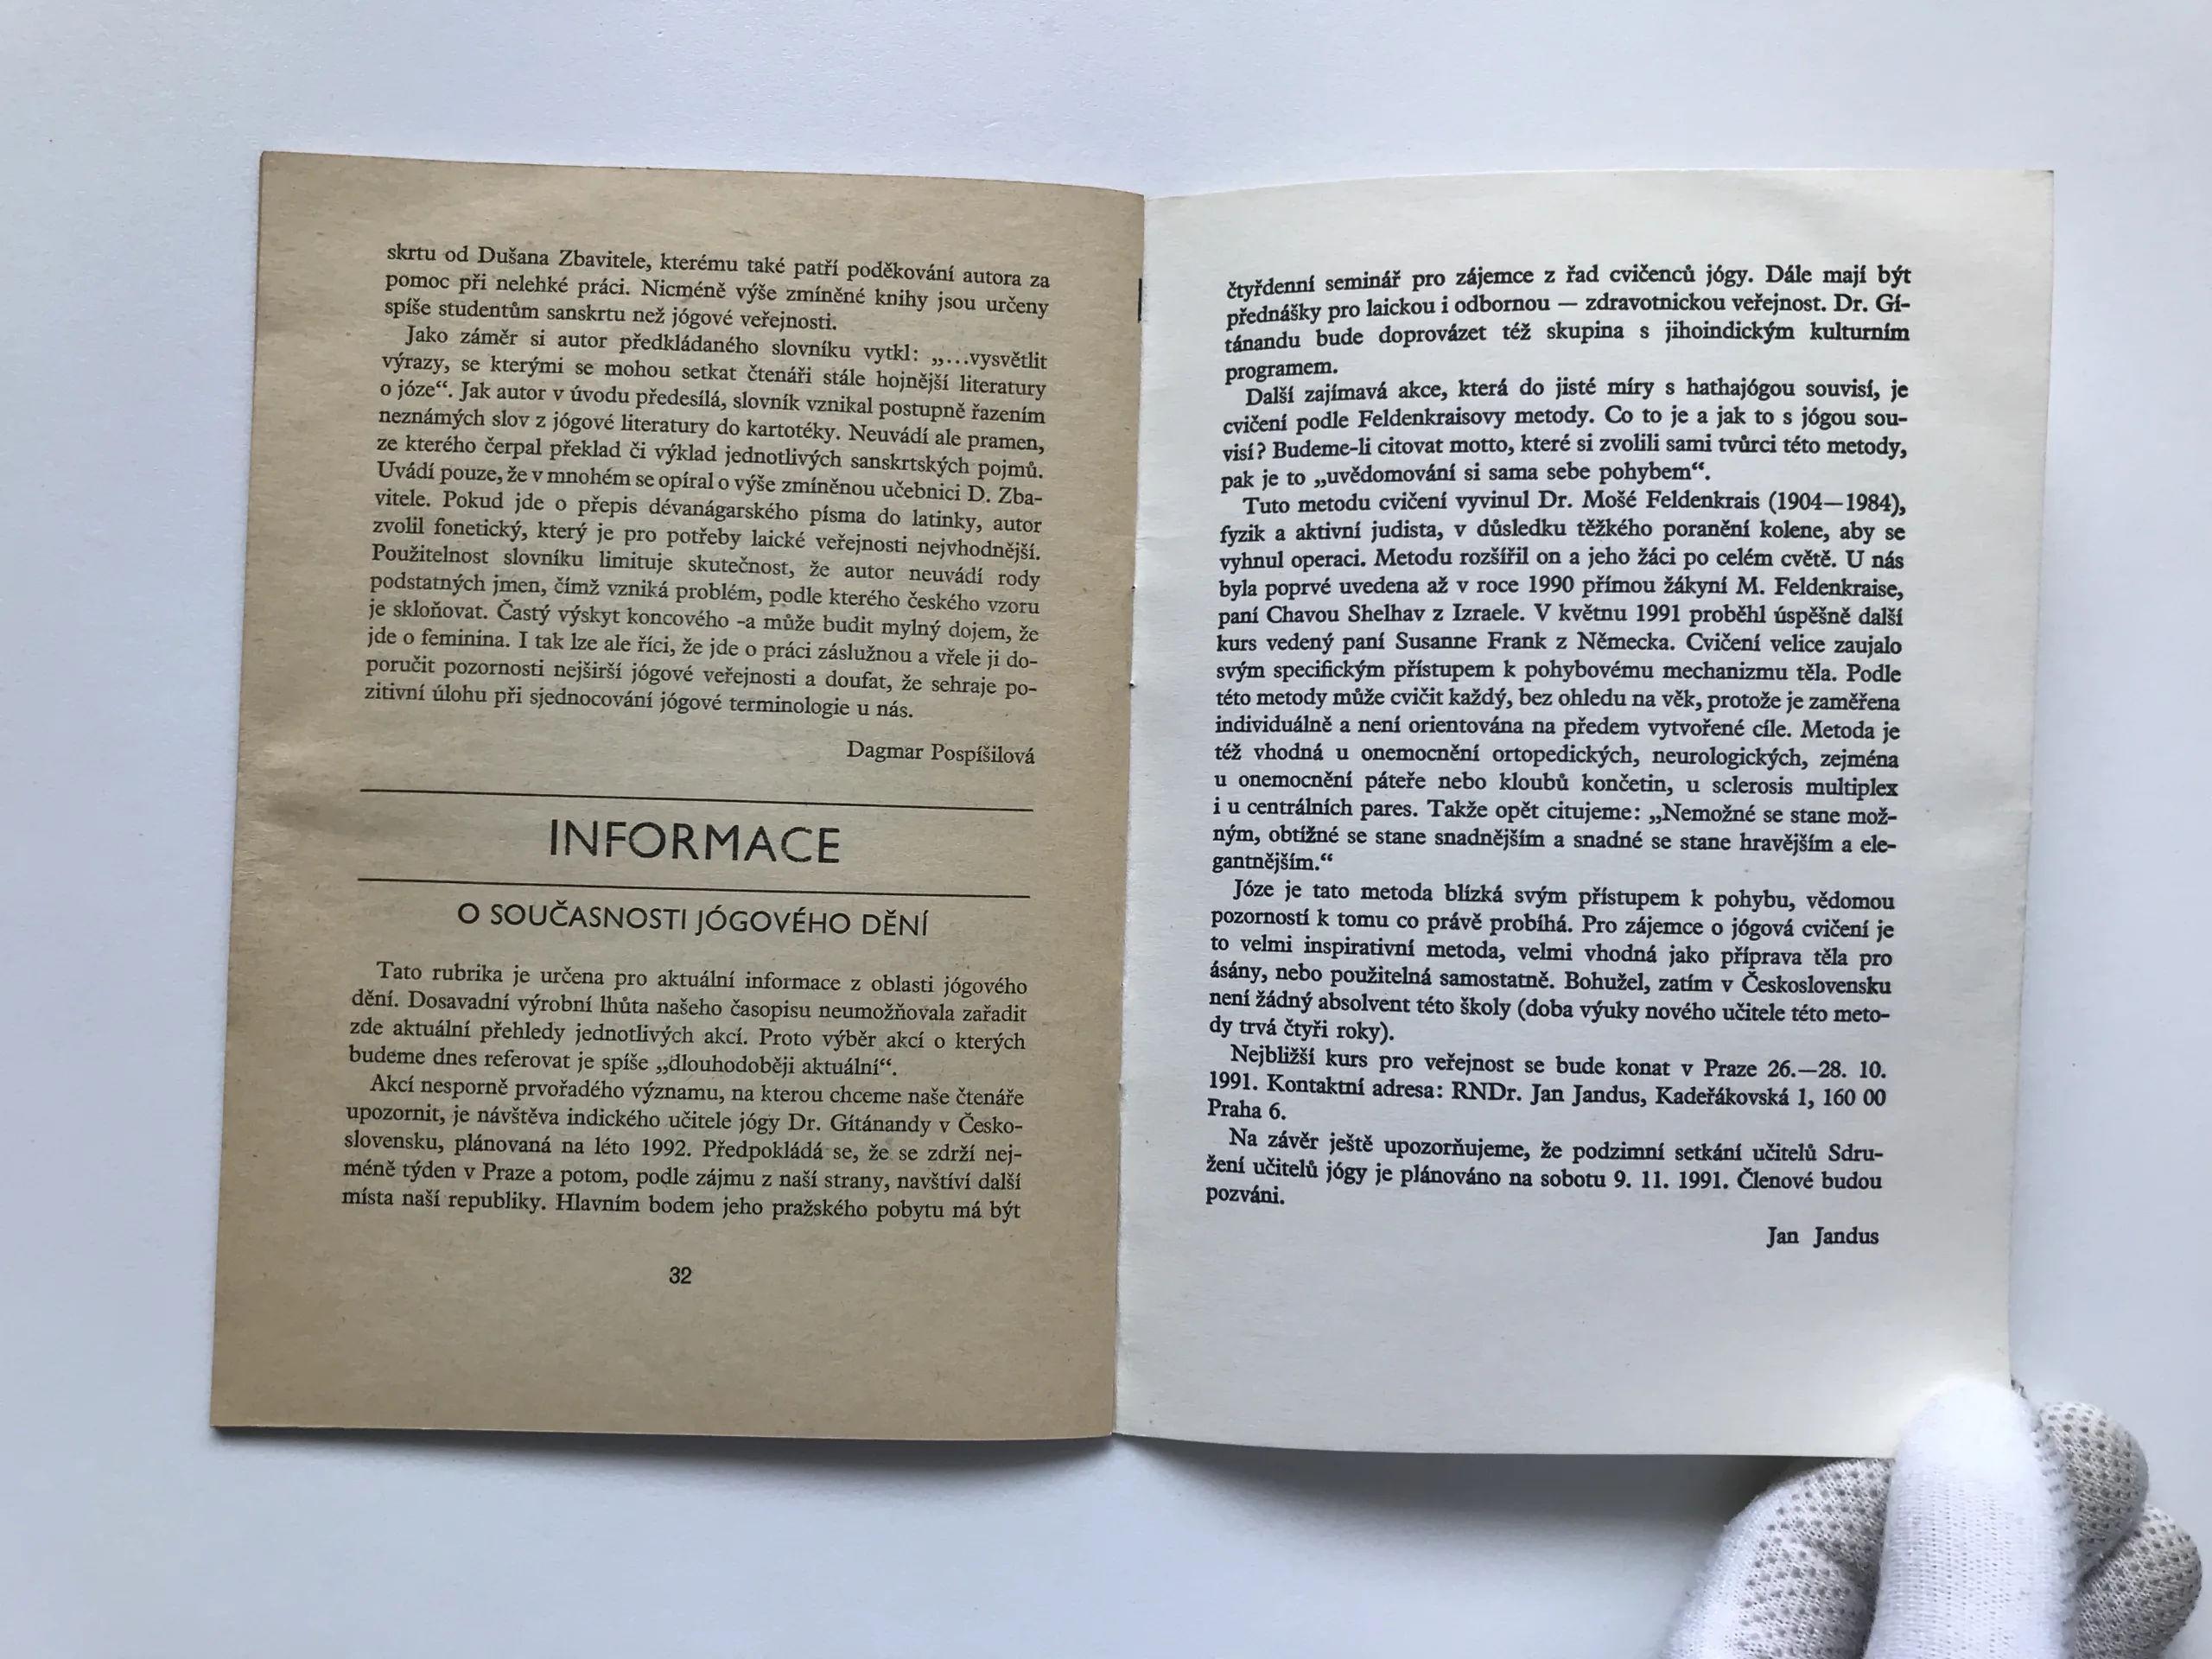 skrtu od Dušana Zbavitele, kterému také patří poděkování autora za
pomoc při nelehké práci. Nicméně výše zmíněné knihy jsou určeny
spíše studentům sanskrtu než jógové veřejnosti.
Jako záměr si autor předkládaného slovníku vytkl: „...vysvětlit
výrazy, se kterými se mohou setkat čtenáři stále hojnější literatury
o józe“. Jak autor v úvodu předesílá, slovník vznikal postupně řazením
neznámých slov z jógové literatury do kartotéky. Neuvádí ale pramen,
ze kterého čerpal překlad či výklad jednotlivých sanskrtských pojmů.
Uvádí pouze, že v mnohém se opíral o výše zmíněnou učebnici D. Zba-
vitele. Pokud jde o přepis dévanágarského písma do latinky, autor
zvolil fonetický, který je pro potřeby laické veřejnosti nejvhodnější.
Použitelnost slovníku limituje skutečnost, že autor neuvádí rody
podstatných jmen, čímž vzniká problém, podle kterého českého vzoru
je skloňovat. Častý výskyt koncového -a může budit mylný dojem, že
jde o feminina. I tak lze ale říci, že jde o práci záslužnou a vřele ji do-
poručit pozornosti nejširší jógové veřejnosti a doufat, že sehraje po-
zitivní úlohu při sjednocování jógové terminologie u nás.
Dagmar Pospíšilová
INFORMACE
O SOUČASNOSTI JÓGOVÉHO DĚNÍ
Tato rubrika je určena pro aktuální informace z oblasti jógového
dění. Dosavadní výrobní lhůta našeho časopisu neumožňovala zařadit
zde aktuální přehledy jednotlivých akcí. Proto výběr akcí o kterých
budeme dnes referovat je spíše „dlouhodoběji aktuální“.
Akcí nesporně prvořadého významu, na kterou chceme naše čtenáře
upozornit, je návštěva indického učitele jógy Dr. Gítánandy v Česko-
slovensku, plánovaná na léto 1992. Předpokládá se, že se zdrží nej-
méně týden v Praze a potom, podle zájmu z naší strany, navštíví další
místa naší republiky. Hlavním bodem jeho pražského pobytu má být
32
čtyřdenní seminář pro zájemce z řad cvičenců jógy. Dále mají být
přednášky pro laickou i odbornou — zdravotnickou veřejnost. Dr. Gí-
tánandu bude doprovázet též skupina s jihoindickým kulturním
programem.
Další zajímavá akce, která do jisté míry s hathajógou souvisí, je
cvičení podle Feldenkraisovy metody. Co to je a jak to s jógou sou-
visí? Budeme-li citovat motto, které si zvolili sami tvůrci této metody,
pak je to „uvědomování si sama sebe pohybem“.
Tuto metodu cvičení vyvinul Dr. Mošé Feldenkrais (1904—1984),
fyzik a aktivní judista, v důsledku těžkého poranění kolene, aby se
vyhnul operaci. Metodu rozšířil on a jeho žáci po celém cvětě. U nás
byla poprvé uvedena až v roce 1990 přímou žákyní M. Feldenkraise,
paní Chavou Shelhav z Izraele. V květnu 1991 proběhl úspěšně další
kurs vedený paní Susanne Frank z Německa. Cvičení velice zaujalo
svým specifickým přístupem k pohybovému mechanizmu těla. Podle
této metody může cvičit každý, bez ohledu na věk, protože je zaměřena
individuálně a není orientována na předem vytvořené cíle. Metoda je
též vhodná u onemocnění ortopedických, neurologických, zejména
u onemocnění páteře nebo kloubů končetin, u sclerosis multiplex
i u centrálních pares. Takže opět citujeme: „Nemožné se stane mož-
ným, obtížné se stane snadnějším a snadné se stane hravějším a ele-
gantnějším.“
Józe je tato metoda blízká svým přístupem k pohybu, vědomou
pozorností k tomu co právě probíhá. Pro zájemce o jógová cvičení je
to velmi inspirativní metoda, velmi vhodná jako příprava těla pro
ásány, nebo použitelná samostatně. Bohužel, zatím v Československu
není žádný absolvent této školy (doba výuky nového učitele této meto-
dy trvá čtyři roky).
Nejbližší kurs pro veřejnost se bude konat v Praze 26.—28. 10.
1991. Kontaktní adresa: RNDr. Jan Jandus, Kadeřákovská 1, 160 00
Praha 6.
Na závěr ještě upozorňujeme, že podzimní setkání učitelů Sdru-
žení učitelů jógy je plánováno na sobotu 9. 11. 1991. Členové budou
pozváni.
Jan Jandus